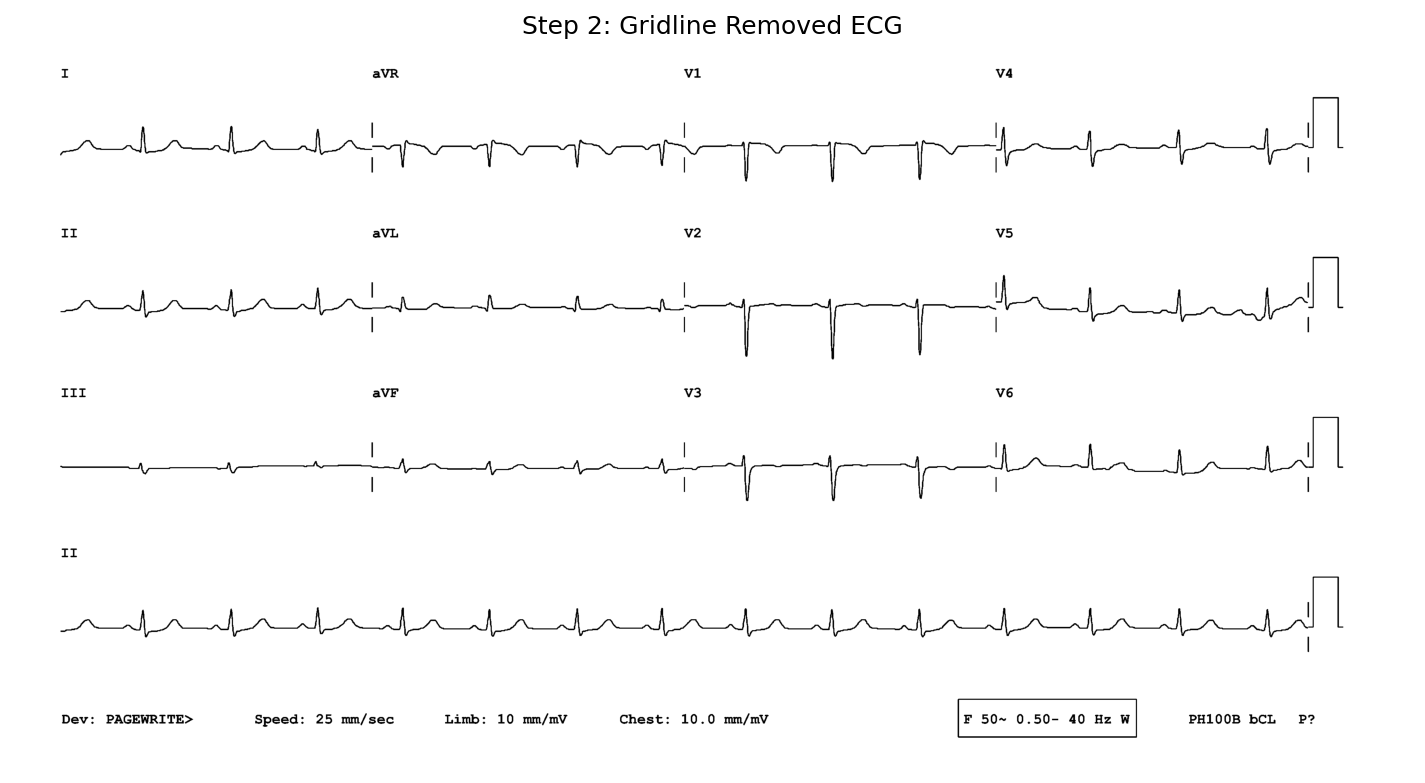 Step 2: Gridline Removed ECG
I aVR V1 V4
II aVL V2 V5
III aVF V3 V6
II
Dev: PAGEWRITE> Speed: 25 mm/sec Limb: 10 mm/mV Chest: 10.0 mm/mV F 50~ 0.50- 40 Hz W PH100B bCL P?